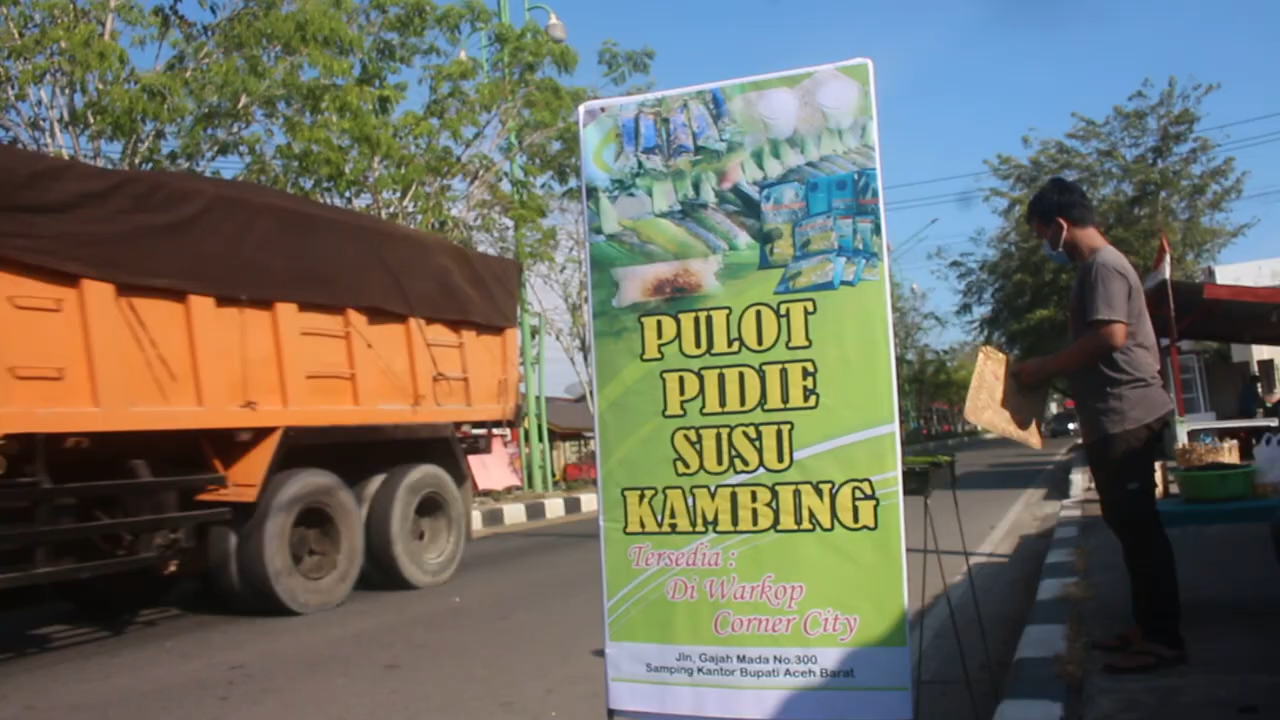 PULOT
PIDIE
SUSU
KAMBING
Tersedia :
Di Warkop
Corner City
Jln, Gajah Mada No.300
Samping Kantor Bupati Aceh Barat